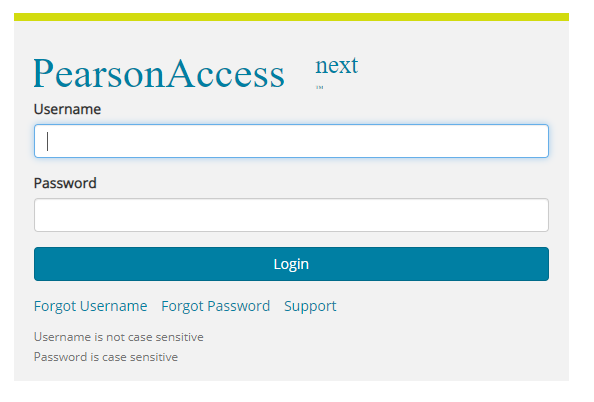 PearsonAccess next
™
Username
Password
Login
Forgot Username Forgot Password Support
Username is not case sensitive
Password is case sensitive